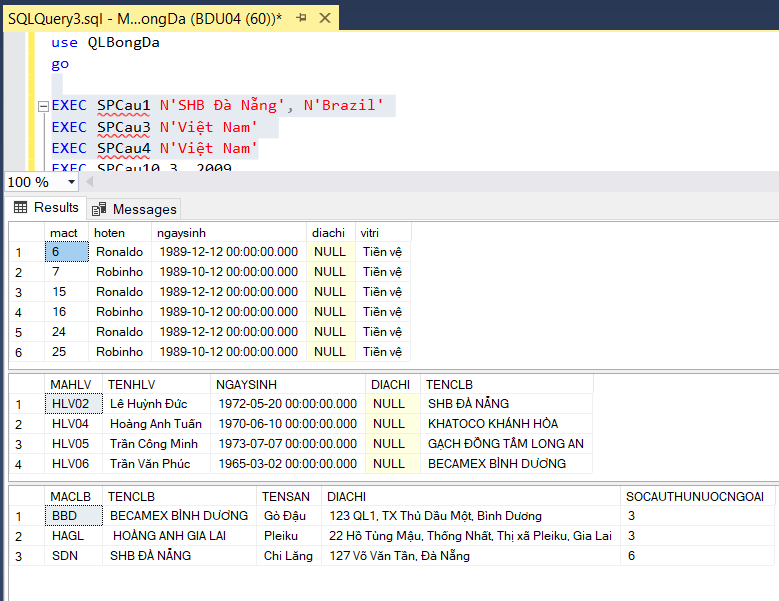 SQLQuery3.sql - M...ongDa (BDU04 (60))*
use QLBongDa
go
EXEC SPCau1 N'SHB Đà Nẵng', N'Brazil'
EXEC SPCau3 N'Việt Nam'
EXEC SPCau4 N'Việt Nam'
EXEC SPCau10 3, 2009
100 %
Results Messages
mact hoten ngaysinh diachi vitri
1 6 Ronaldo 1989-12-12 00:00:00.000 NULL Tiền vệ
2 7 Robinho 1989-10-12 00:00:00.000 NULL Tiền vệ
3 15 Ronaldo 1989-12-12 00:00:00.000 NULL Tiền vệ
4 16 Robinho 1989-10-12 00:00:00.000 NULL Tiền vệ
5 24 Ronaldo 1989-12-12 00:00:00.000 NULL Tiền vệ
6 25 Robinho 1989-10-12 00:00:00.000 NULL Tiền vệ
MAHLV TENHLV NGAYSINH DIACHI TENCLB
1 HLV02 Lê Huỳnh Đức 1972-05-20 00:00:00.000 NULL SHB ĐÀ NẴNG
2 HLV04 Hoàng Anh Tuấn 1970-06-10 00:00:00.000 NULL KHATOCO KHÁNH HÒA
3 HLV05 Trần Công Minh 1973-07-07 00:00:00.000 NULL GẠCH ĐỒNG TÂM LONG AN
4 HLV06 Trần Văn Phúc 1965-03-02 00:00:00.000 NULL BECAMEX BÌNH DƯƠNG
MACLB TENCLB TENSAN DIACHI SOCAUTHUNUOCNGOAI
1 BBD BECAMEX BÌNH DƯƠNG Gò Đậu 123 QL1, TX Thủ Dầu Một, Bình Dương 3
2 HAGL HOÀNG ANH GIA LAI Pleiku 22 Hồ Tùng Mậu, Thống Nhất, Thị xã Pleiku, Gia Lai 3
3 SDN SHB ĐÀ NẴNG Chi Lăng 127 Võ Văn Tần, Đà Nẵng 6